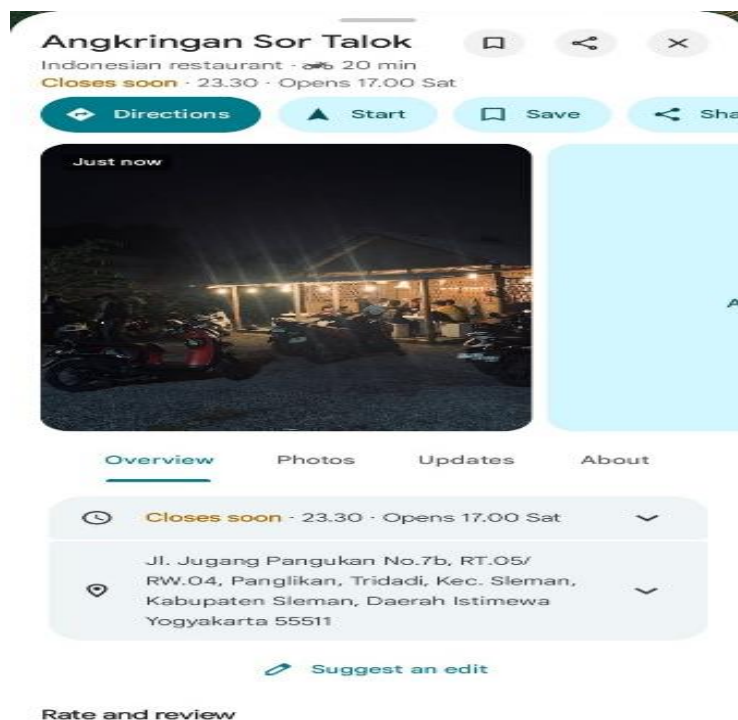 Angkringan Sor Talok
Indonesian restaurant · 20 min
Closes soon · 23.30 · Opens 17.00 Sat
Directions
Start
Save
Sha
Just now
A
Overview
Photos
Updates
About
Closes soon · 23.30 · Opens 17.00 Sat
Jl. Jugang Pangukan No.7b, RT.05/
RW.04, Panglikan, Tridadi, Kec. Sleman,
Kabupaten Sleman, Daerah Istimewa
Yogyakarta 55511
Suggest an edit
Rate and review